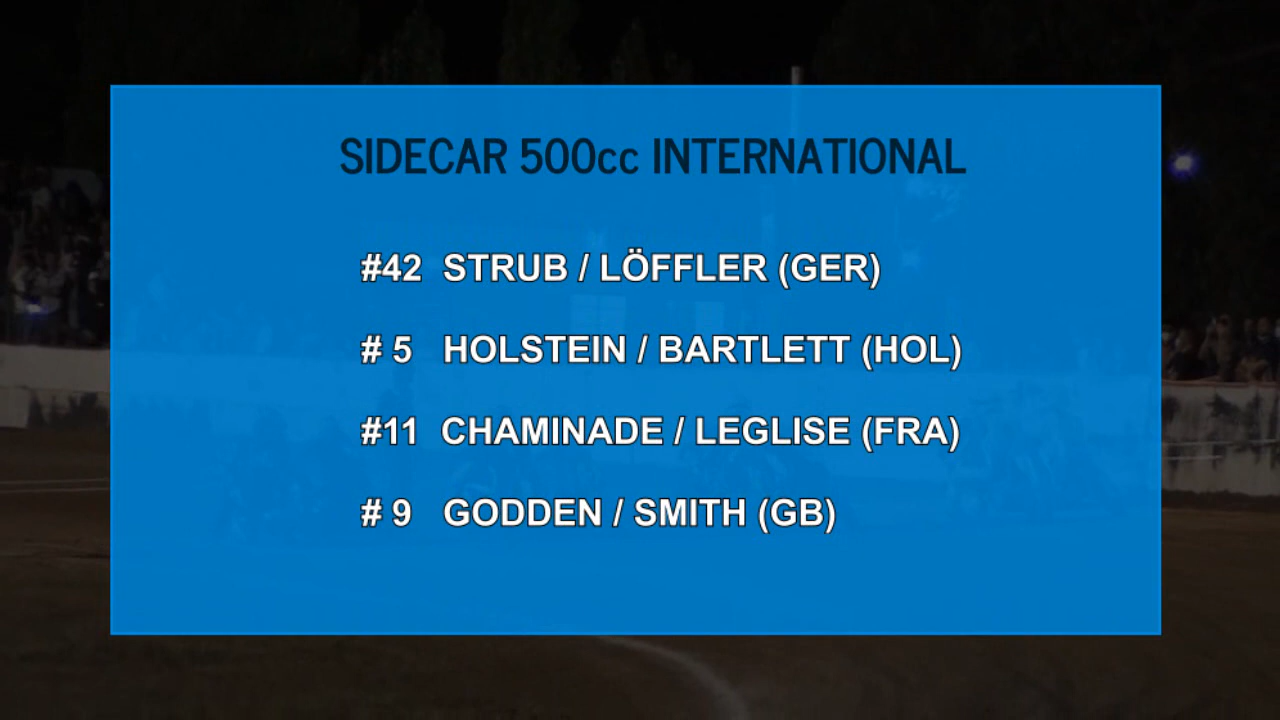 SIDECAR 500cc INTERNATIONAL
#42 STRUB / LÖFFLER (GER)
# 5 HOLSTEIN / BARTLETT (HOL)
#11 CHAMINADE / LEGLISE (FRA)
# 9 GODDEN / SMITH (GB)